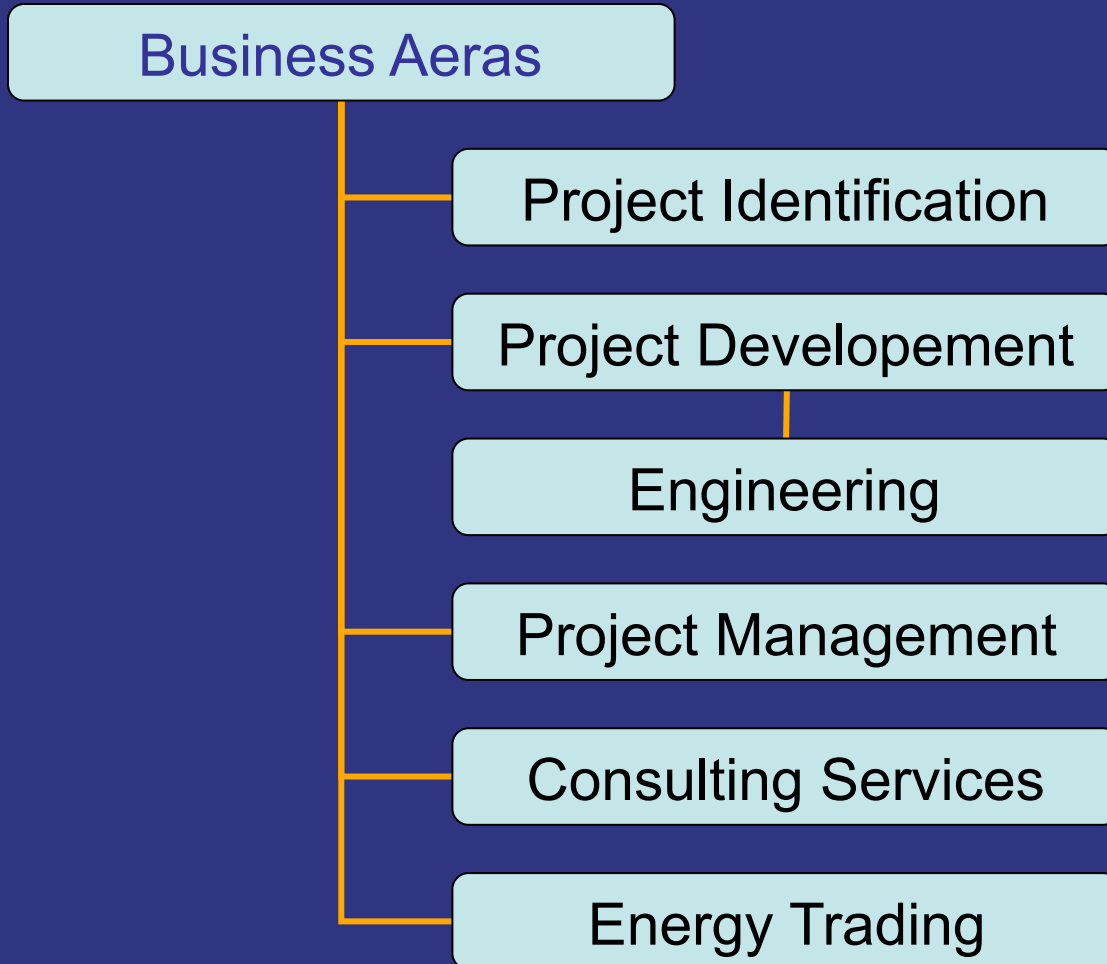 Business Aeras
Project Identification
Project Developement
Engineering
Project Management
Consulting Services
Energy Trading